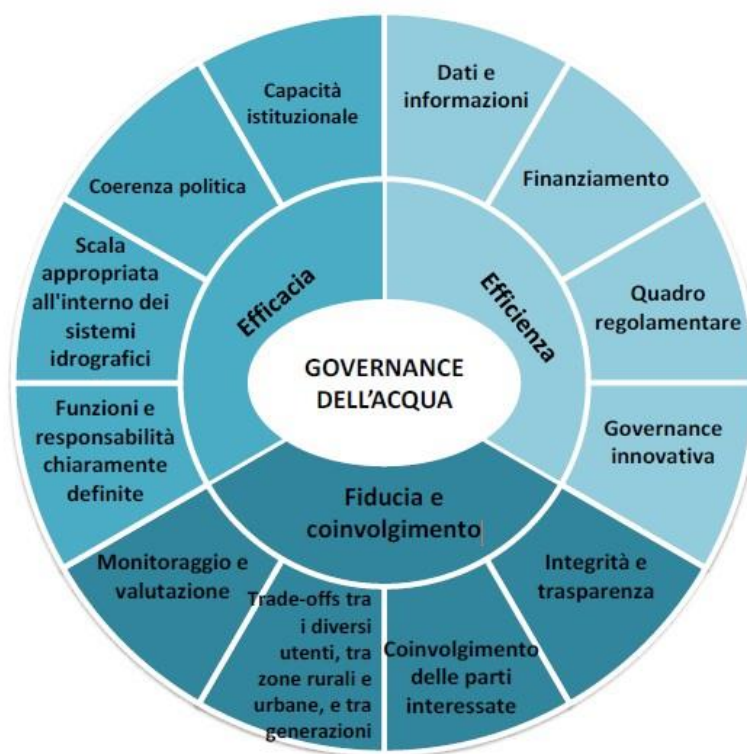 Capacità
istituzionale
Dati e
informazioni
Coerenza politica
Finanziamento
Scala
appropriata
all'interno dei
sistemi
idrografici
Efficacia
Efficienza
Quadro
regolamentare
GOVERNANCE
DELL'ACQUA
Funzioni e
responsabilità
chiaramente
definite
Governance
innovativa
Fiducia e
coinvolgimento
Monitoraggio e
valutazione
Integrità e
trasparenza
Trade-offs tra
i diversi
utenti, tra
zone rurali e
urbane, e tra
generazioni
Coinvolgimento
delle parti
interessate